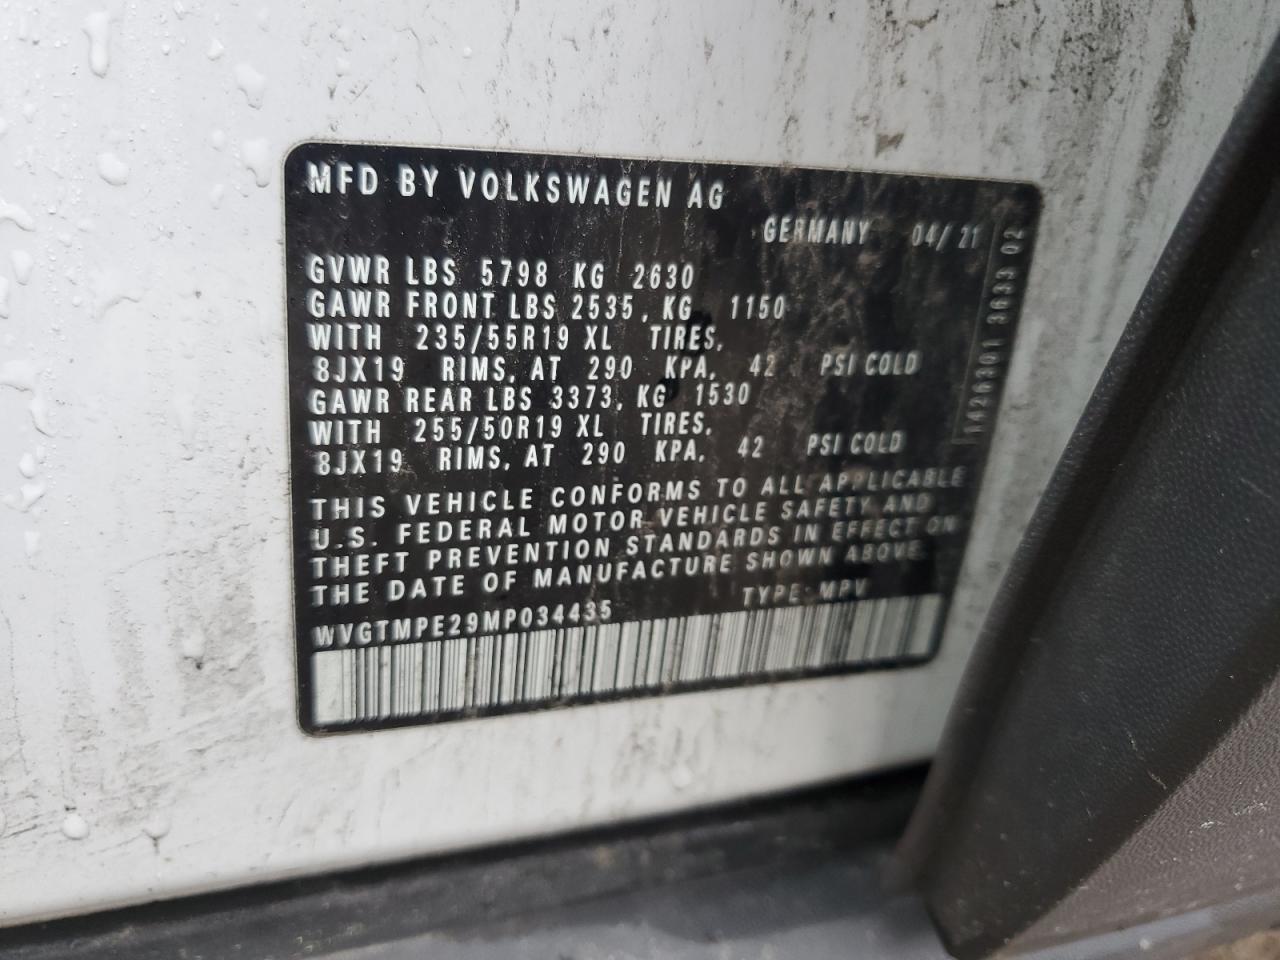 MFD BY VOLKSWAGEN AG
GERMANY 04/21
GVWR LBS 5798 KG 2630
GAWR FRONT LBS 2535, KG 1150
WITH 235/55R19 XL TIRES,
8JX19 RIMS, AT 290 KPA, 42 PSI COLD
GAWR REAR LBS 3373, KG 1530
WITH 255/50R19 XL TIRES,
8JX19 RIMS, AT 290 KPA, 42 PSI COLD
THIS VEHICLE CONFORMS TO ALL APPLICABLE
U.S. FEDERAL MOTOR VEHICLE SAFETY AND
THEFT PREVENTION STANDARDS IN EFFECT ON
THE DATE OF MANUFACTURE SHOWN ABOVE.
TYPE: MPV
WVGTMPE29MP034435
1426301 3633 02